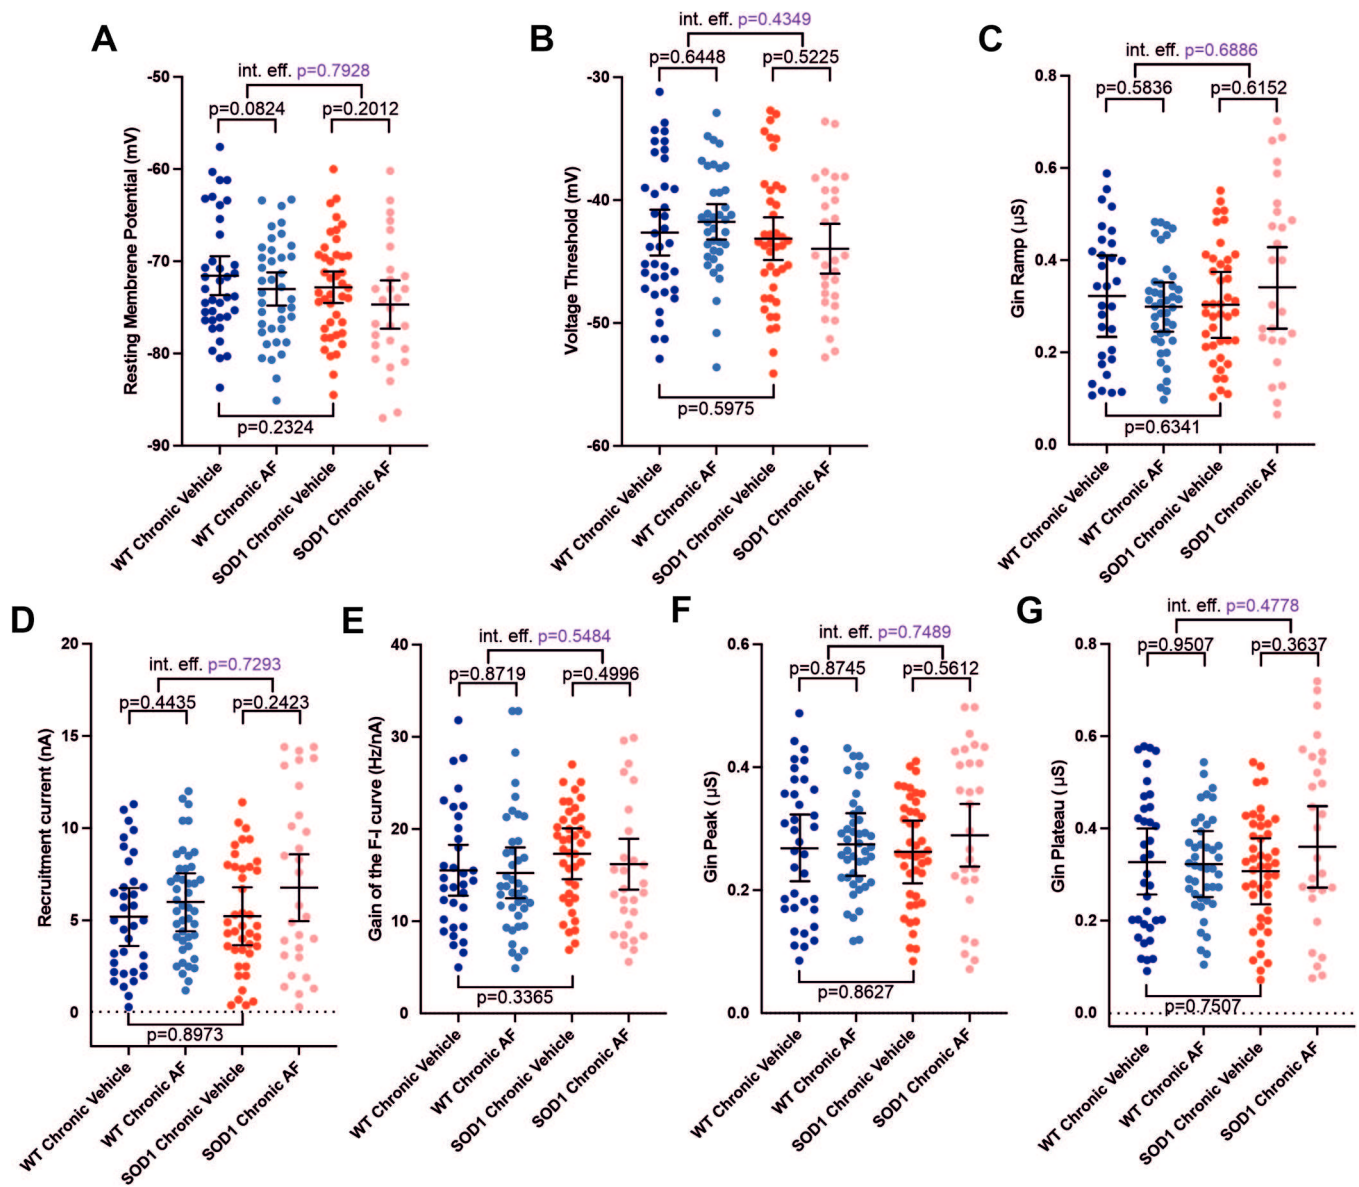 A
int. eff. p=0.7928
p=0.0824
p=0.2012
-50
-60
-70
-80
-90
Resting Membrene Potential (mV)
p=0.2324
WT Chronic Vehicle
WT Chronic AF
SOD1 Chronic Vehicle
SOD1 Chronic AF
B
int. eff. p=0.4349
p=0.6448
p=0.5225
-30
-40
-50
-60
Voltage Threshold (mV)
p=0.5975
WT Chronic Vehicle
WT Chronic AF
SOD1 Chronic Vehicle
SOD1 Chronic AF
C
int. eff. p=0.6886
p=0.5836
p=0.6152
0.8
0.6
0.4
0.2
0.0
Gin Ramp (µS)
p=0.6341
WT Chronic Vehicle
WT Chronic AF
SOD1 Chronic Vehicle
SOD1 Chronic AF
D
int. eff. p=0.7293
p=0.4435
p=0.2423
20
15
10
5
0
Recruitment current (nA)
p=0.8973
WT Chronic Vehicle
WT Chronic AF
SOD1 Chronic Vehicle
SOD1 Chronic AF
E
int. eff. p=0.5484
p=0.8719
p=0.4996
40
30
20
10
0
Gain of the F-I curve (Hz/nA)
p=0.3365
WT Chronic Vehicle
WT Chronic AF
SOD1 Chronic Vehicle
SOD1 Chronic AF
F
int. eff. p=0.7489
p=0.8745
p=0.5612
0.6
0.4
0.2
0.0
Gin Peak (µS)
p=0.8627
WT Chronic Vehicle
WT Chronic AF
SOD1 Chronic Vehicle
SOD1 Chronic AF
G
int. eff. p=0.4778
p=0.9507
p=0.3637
0.8
0.6
0.4
0.2
0.0
Gin Plateau (µS)
p=0.7507
WT Chronic Vehicle
WT Chronic AF
SOD1 Chronic Vehicle
SOD1 Chronic AF